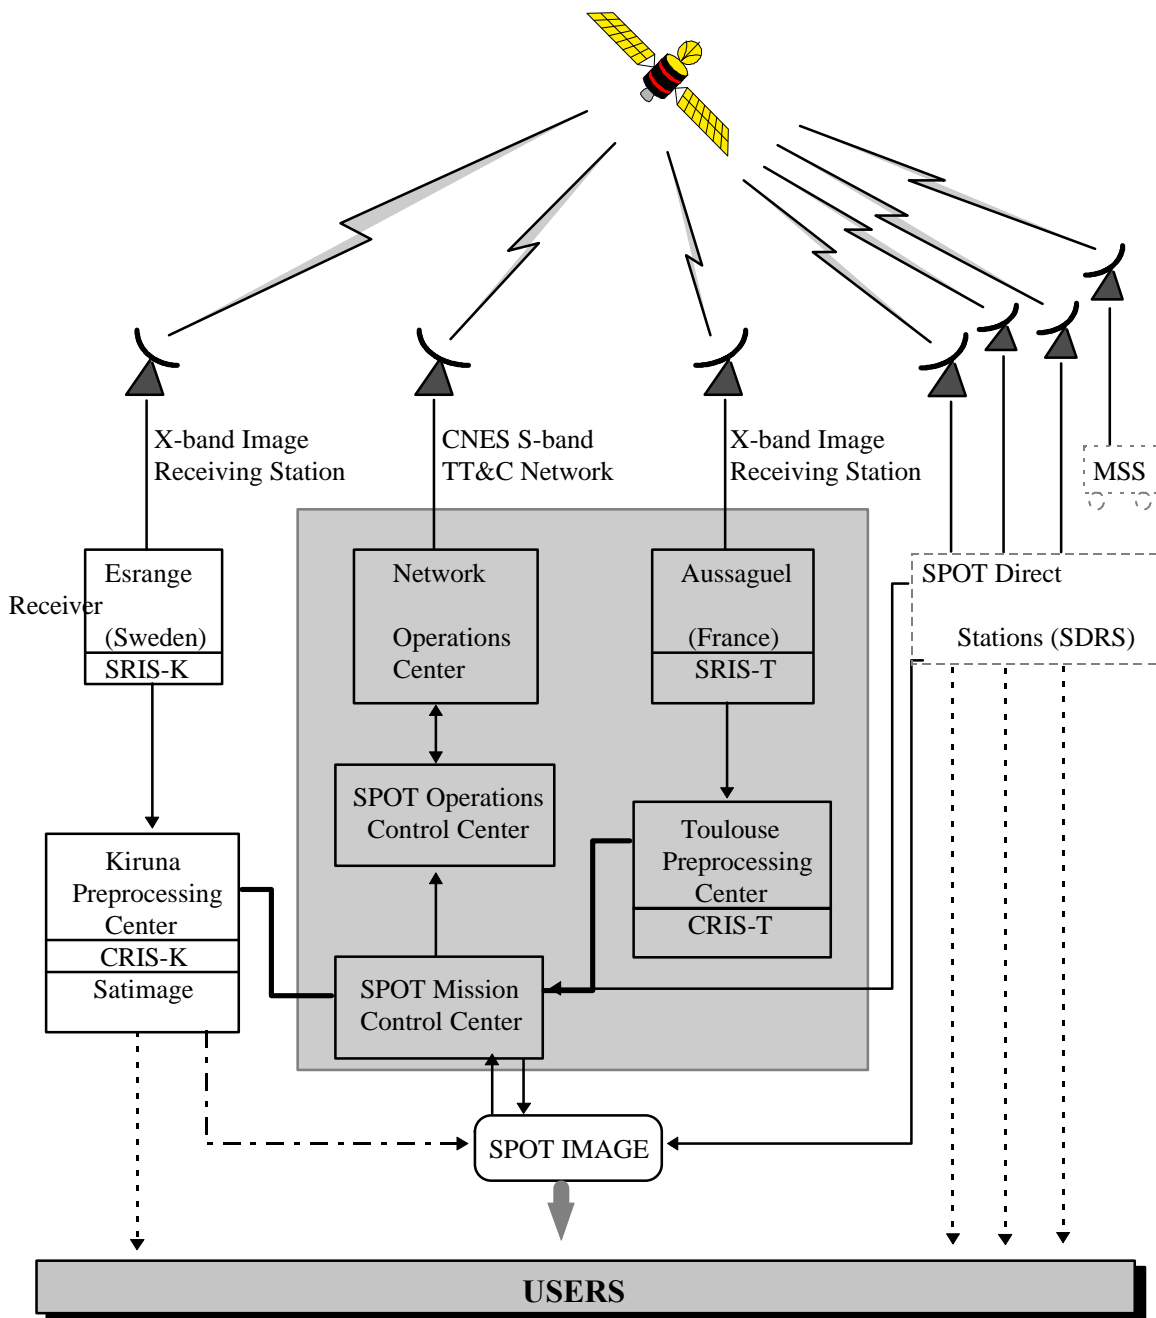 X-band Image
Receiving Station
CNES S-band
TT&C Network
X-band Image
Receiving Station
MSS
Esrange
Receiver
(Sweden)
SRIS-K
Network
Operations
Center
Aussaguel
(France)
SRIS-T
SPOT Direct
Stations (SDRS)
SPOT Operations
Control Center
Toulouse
Preprocessing
Center
CRIS-T
Kiruna
Preprocessing
Center
CRIS-K
Satimage
SPOT Mission
Control Center
SPOT IMAGE
USERS